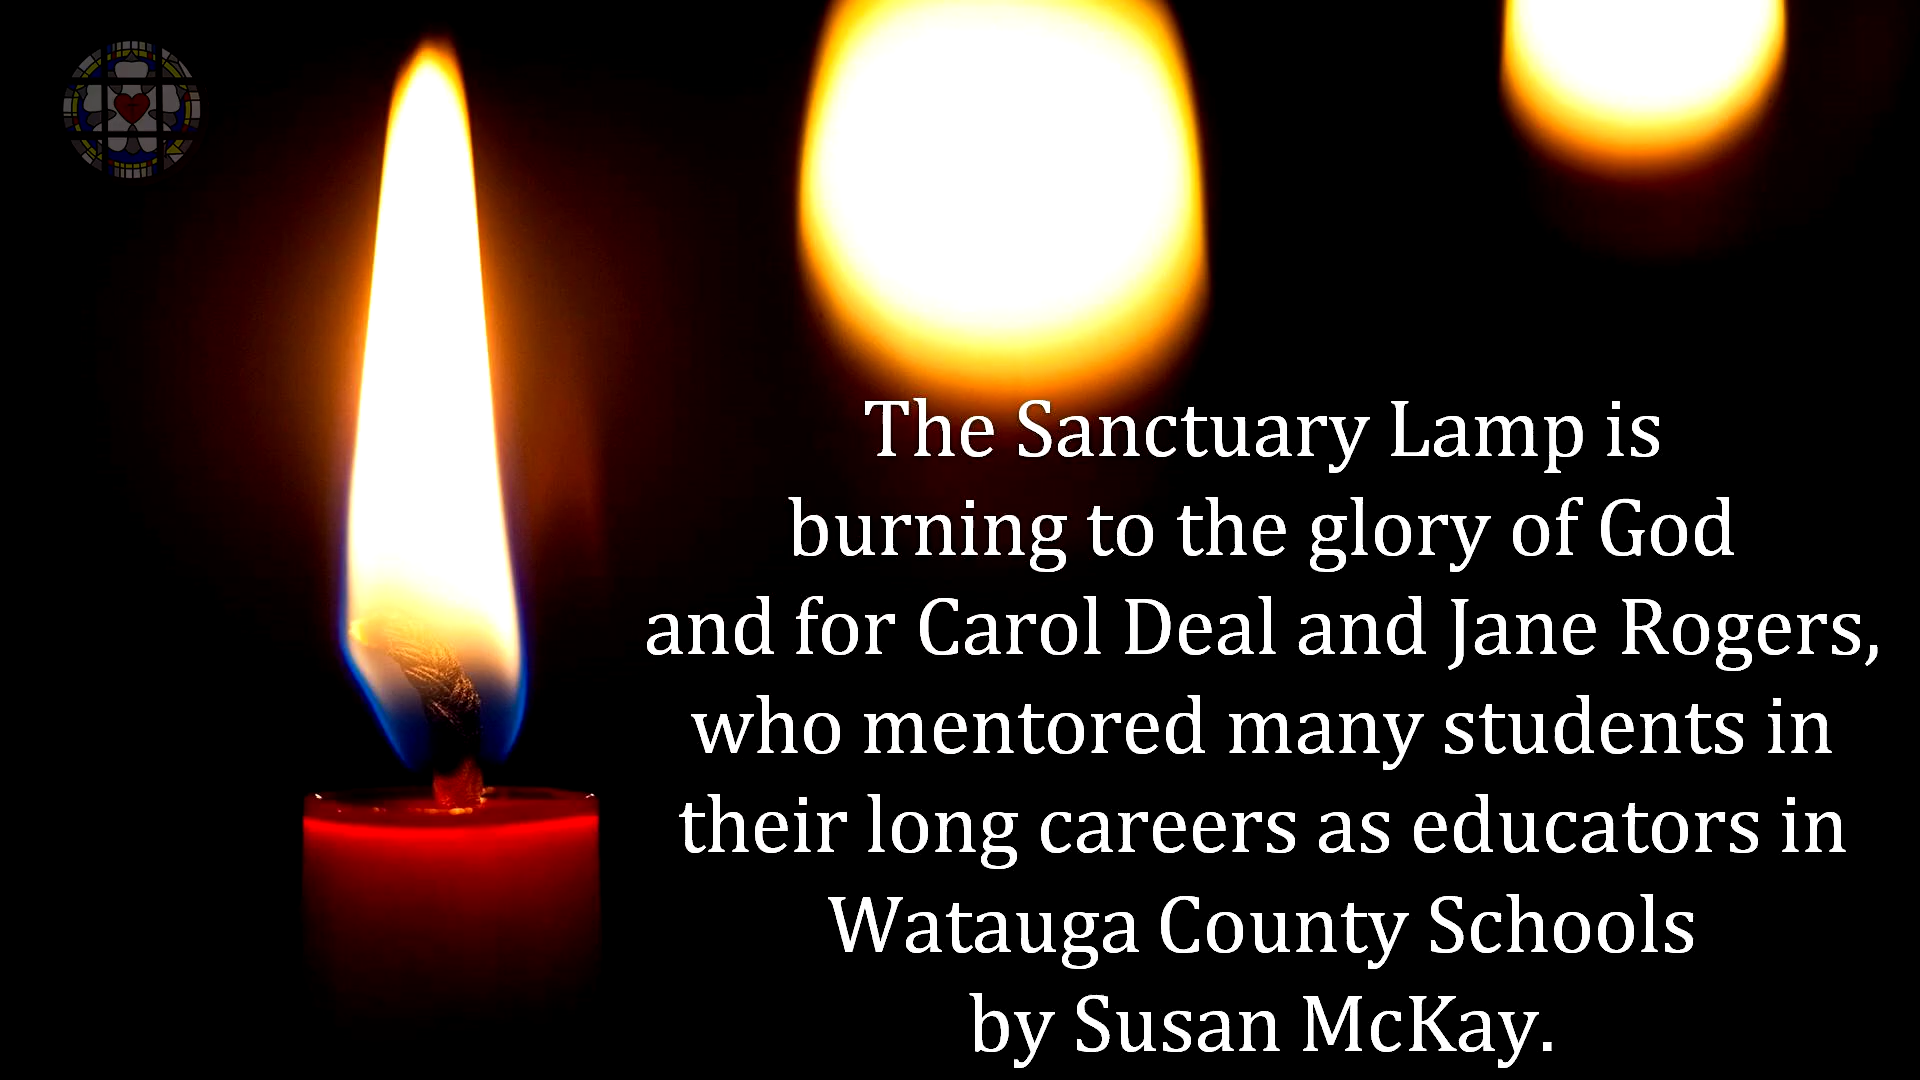 The Sanctuary Lamp is
burning to the glory of God
and for Carol Deal and Jane Rogers,
who mentored many students in
their long careers as educators in
Watauga County Schools
by Susan McKay.